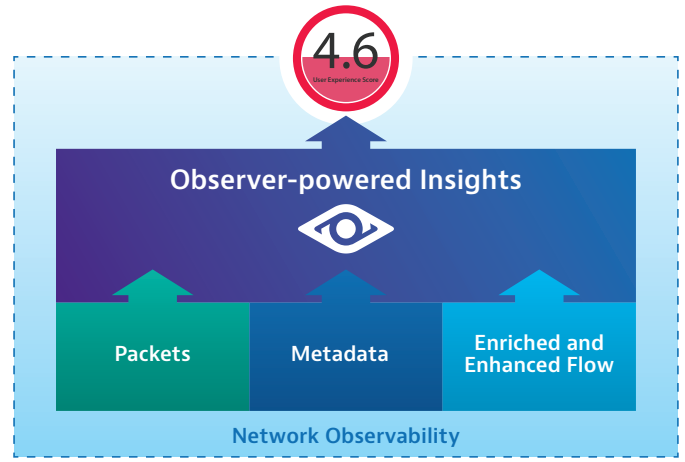 4.6
User Experience Score
Observer-powered Insights
Packets
Metadata
Enriched and
Enhanced Flow
Network Observability